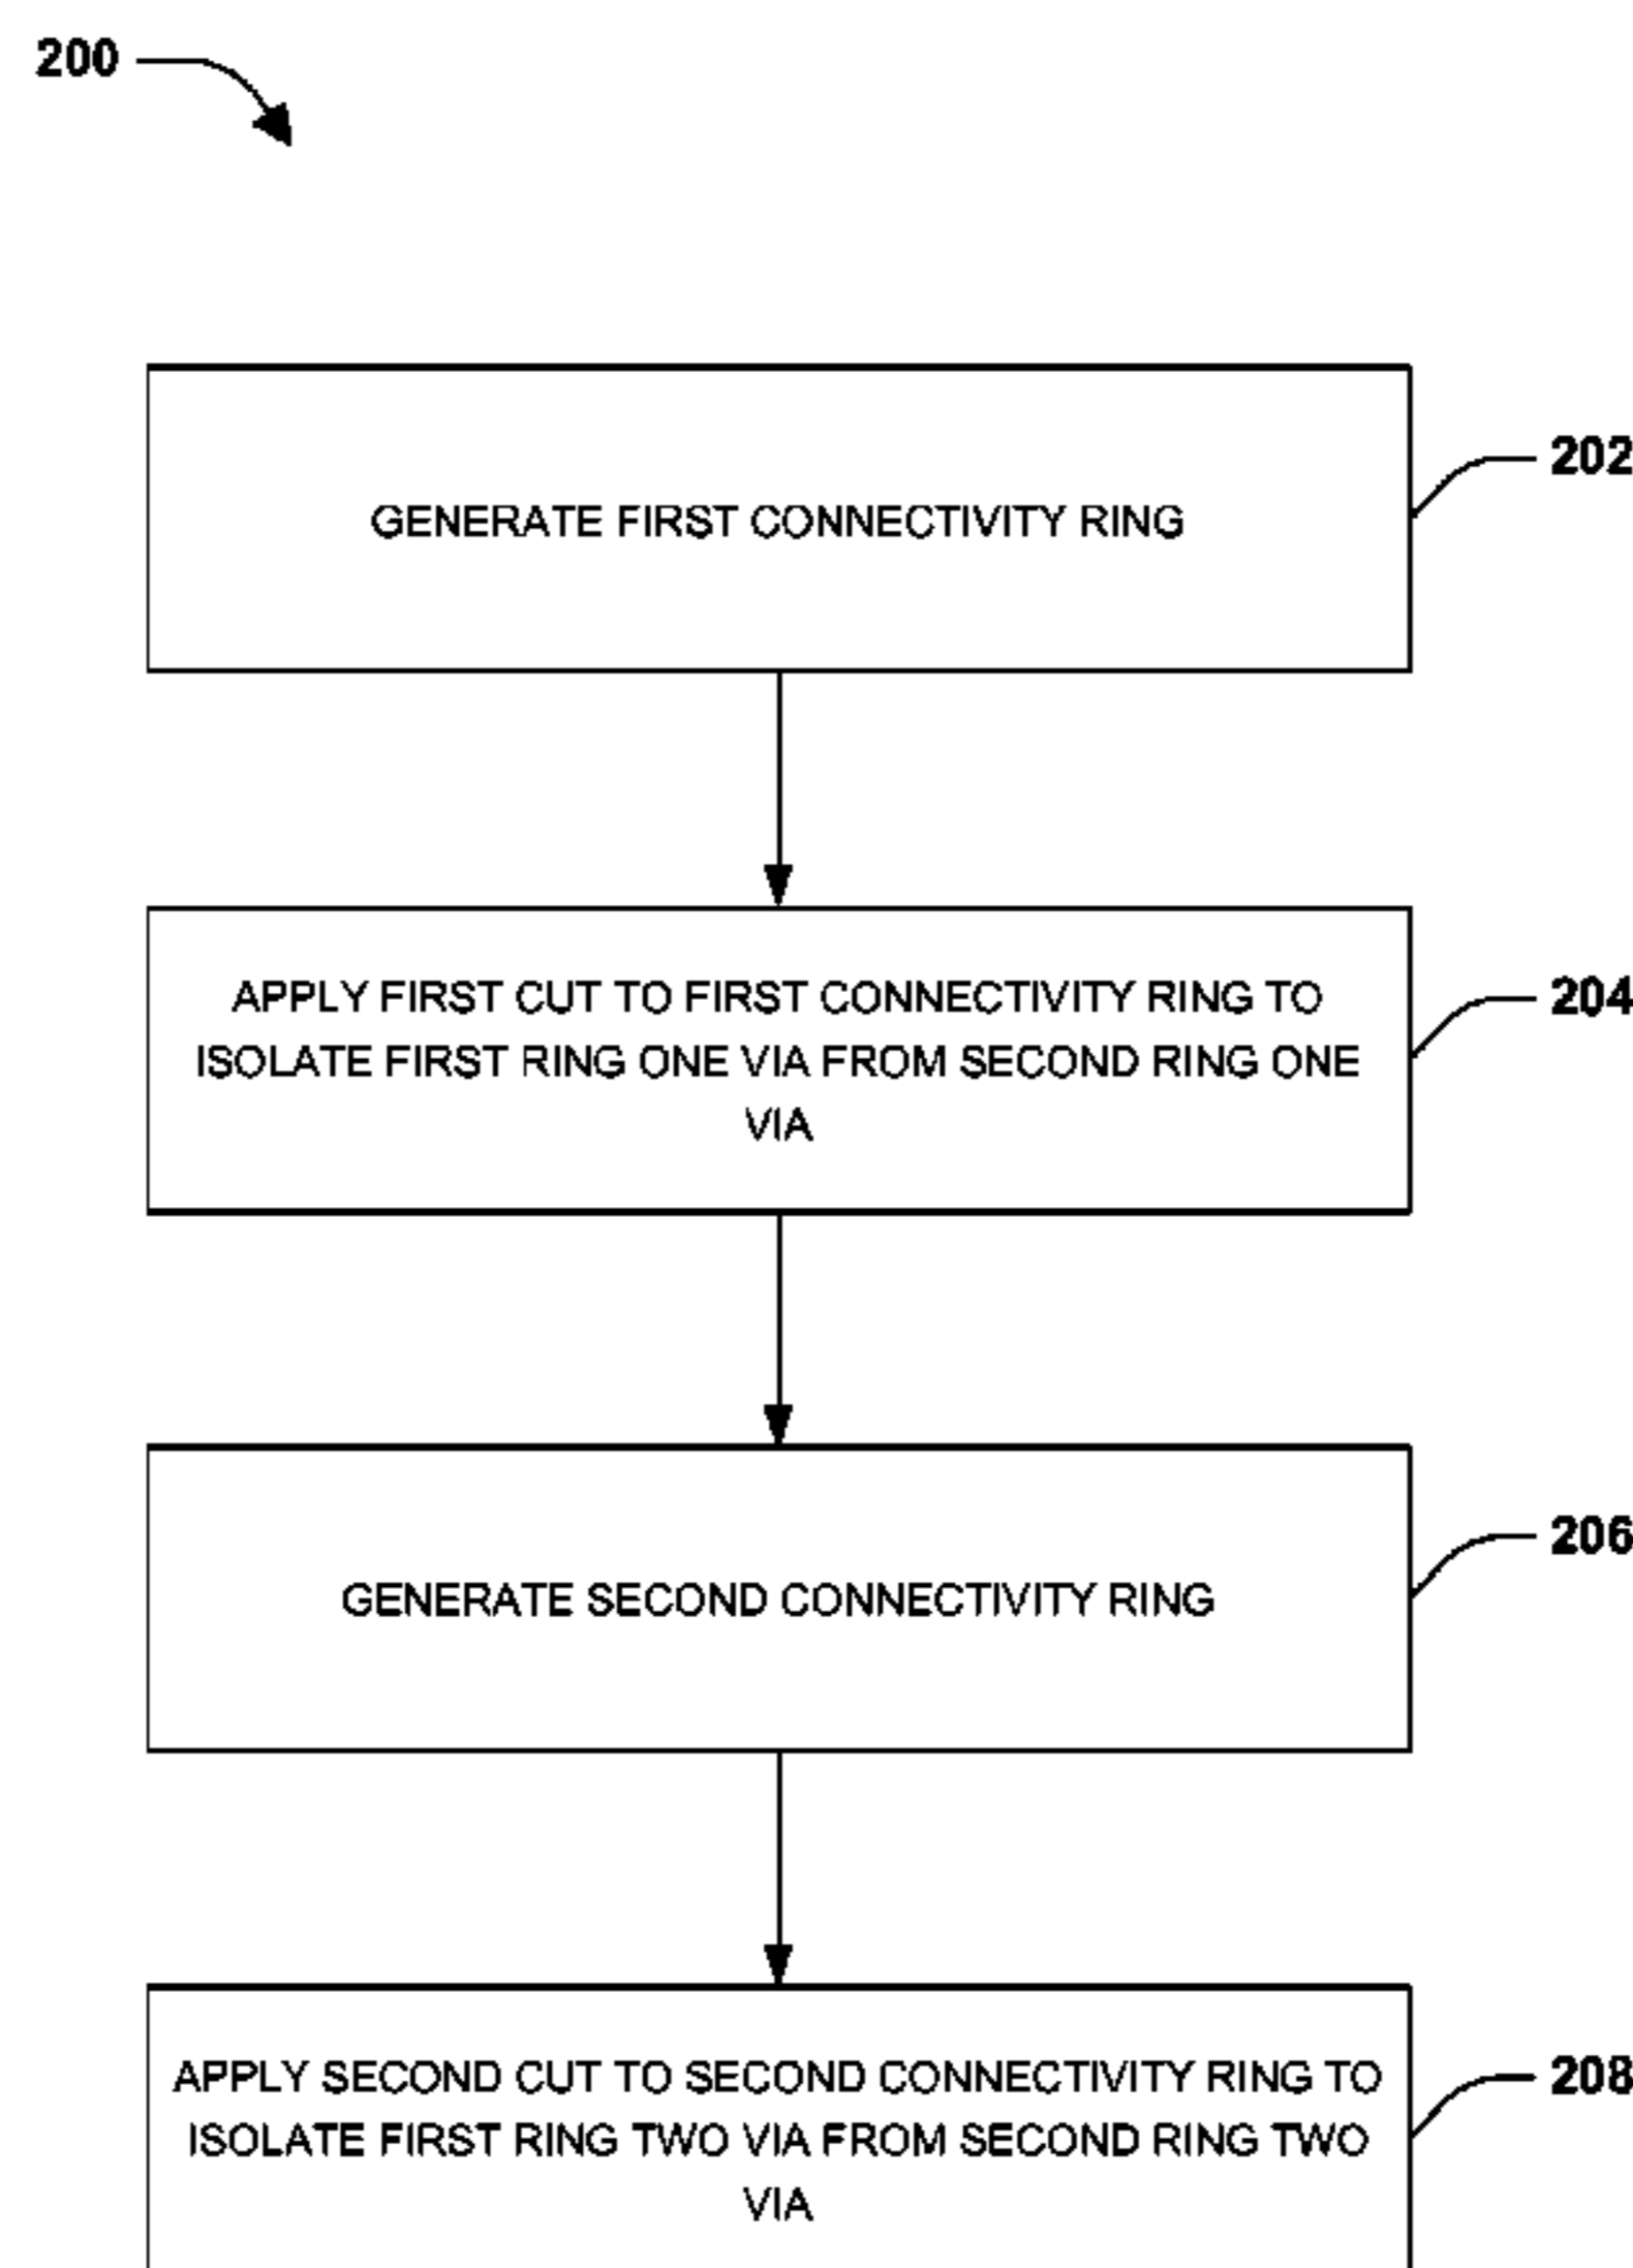 200
GENERATE FIRST CONNECTIVITY RING
202
APPLY FIRST CUT TO FIRST CONNECTIVITY RING TO
ISOLATE FIRST RING ONE VIA FROM SECOND RING ONE
VIA
204
GENERATE SECOND CONNECTIVITY RING
206
APPLY SECOND CUT TO SECOND CONNECTIVITY RING TO
ISOLATE FIRST RING TWO VIA FROM SECOND RING TWO
VIA
208